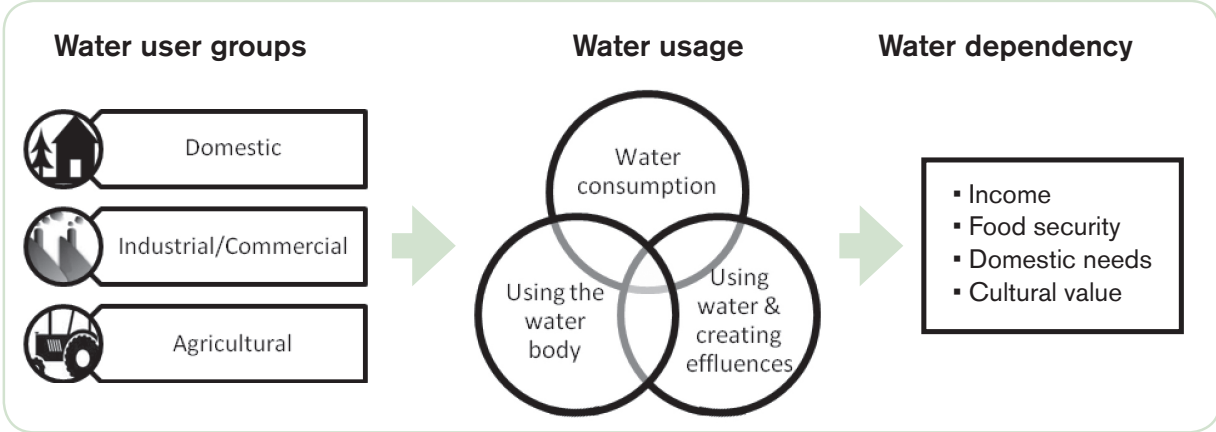 Water user groups
Domestic
Industrial/Commercial
Agricultural
Water usage
Water
consumption
Using the
water
body
Using
water &
creating
effluences
Water dependency
▪ Income
▪ Food security
▪ Domestic needs
▪ Cultural value